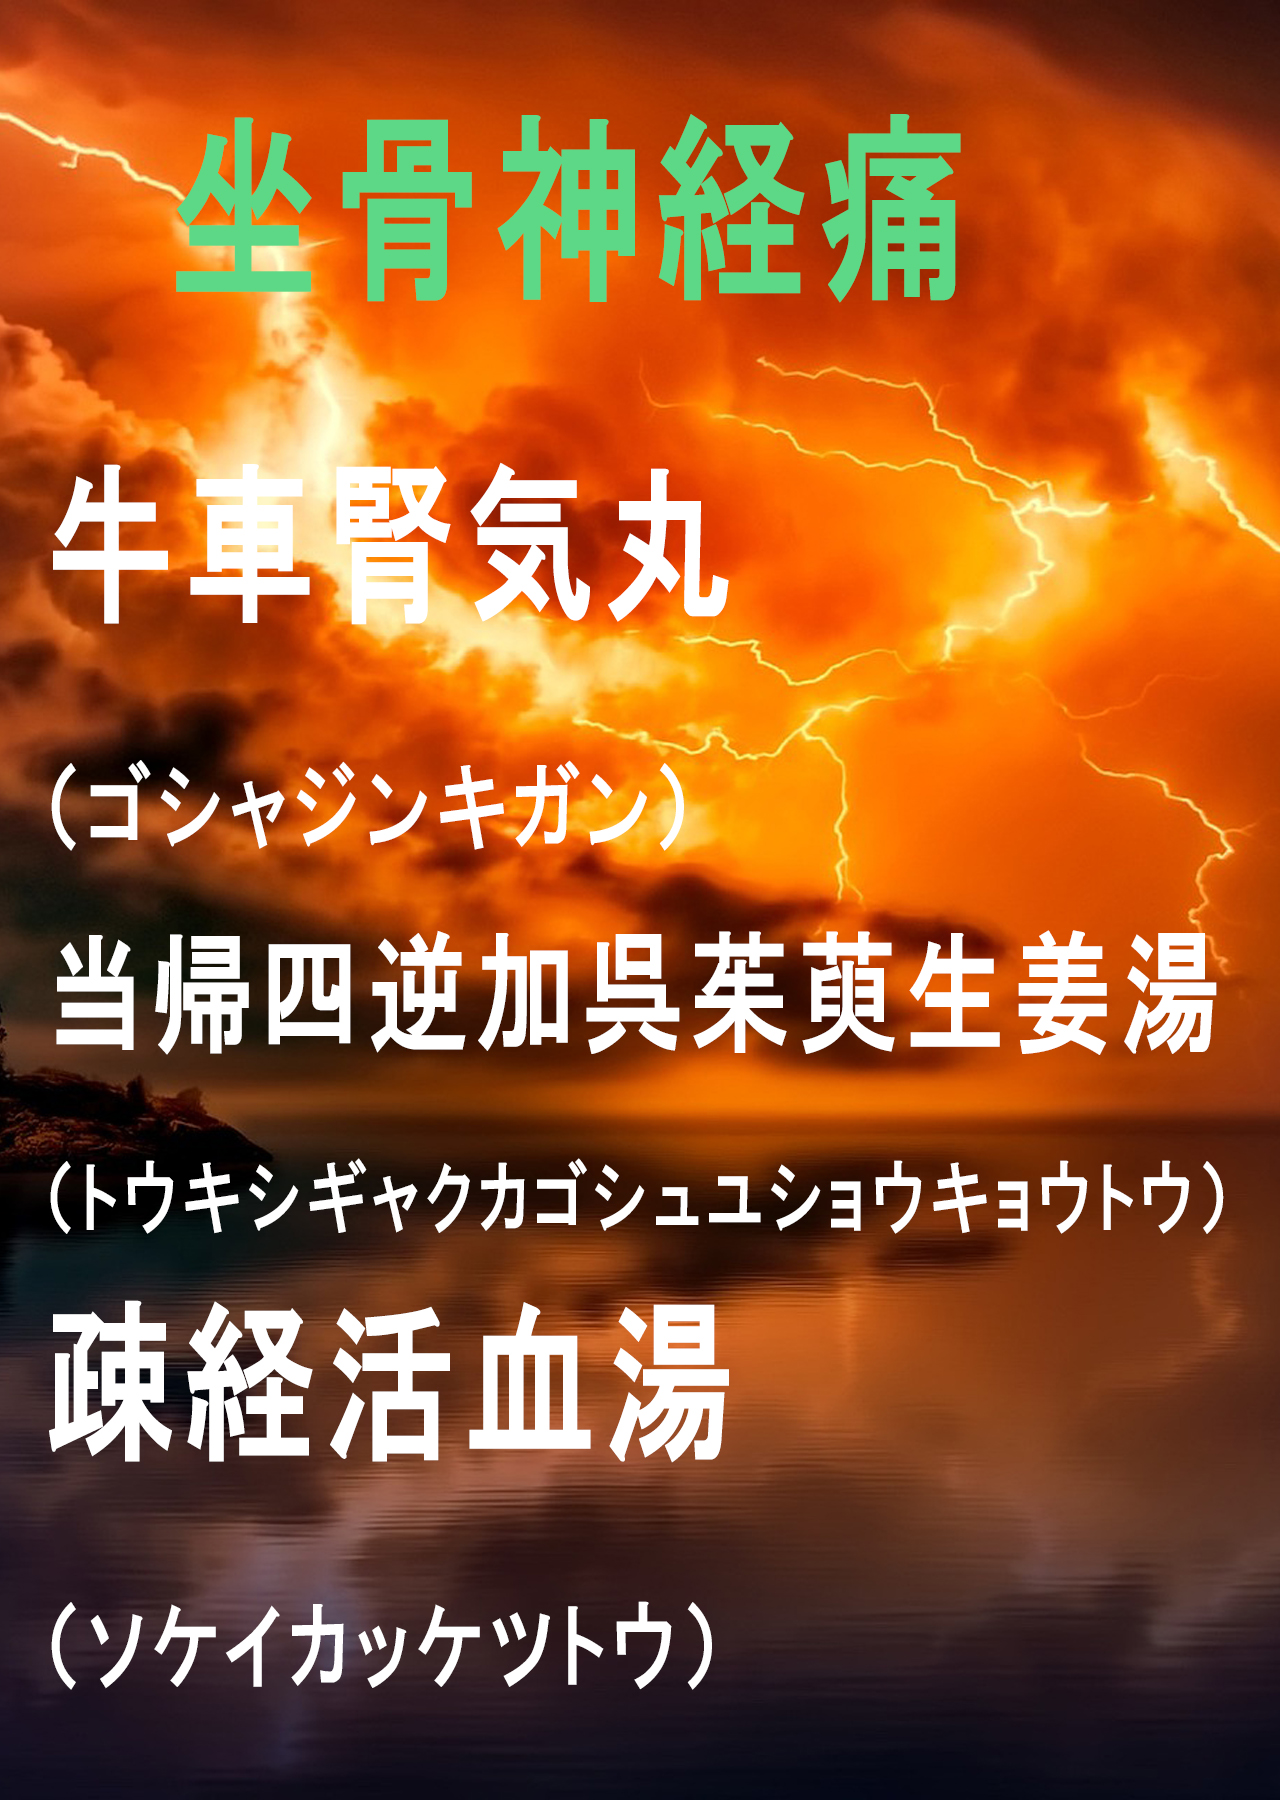 坐骨神経痛
牛車腎気丸
（ゴシャジンキガン）
当帰四逆加呉茱萸生姜湯
（トウキシギャクカゴシュユショウキョウトウ）
疎経活血湯
（ソケイカッケツトウ）